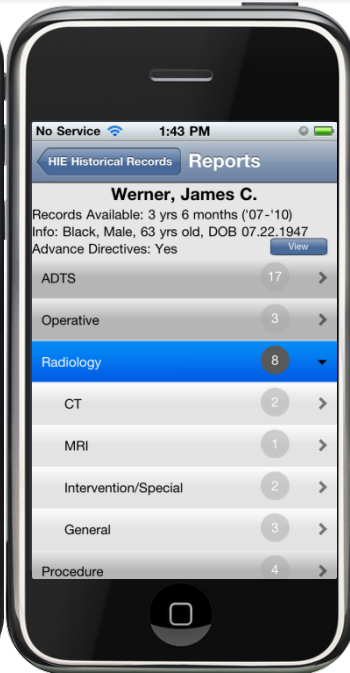 No Service 1:43 PM
HIE Historical Records Reports
Werner, James C.
Records Available: 3 yrs 6 months ('07-'10)
Info: Black, Male, 63 yrs old, DOB 07.22.1947
Advance Directives: Yes View
ADTS 17
Operative 3
Radiology 8
CT 2
MRI 1
Intervention/Special 2
General 3
Procedure 4